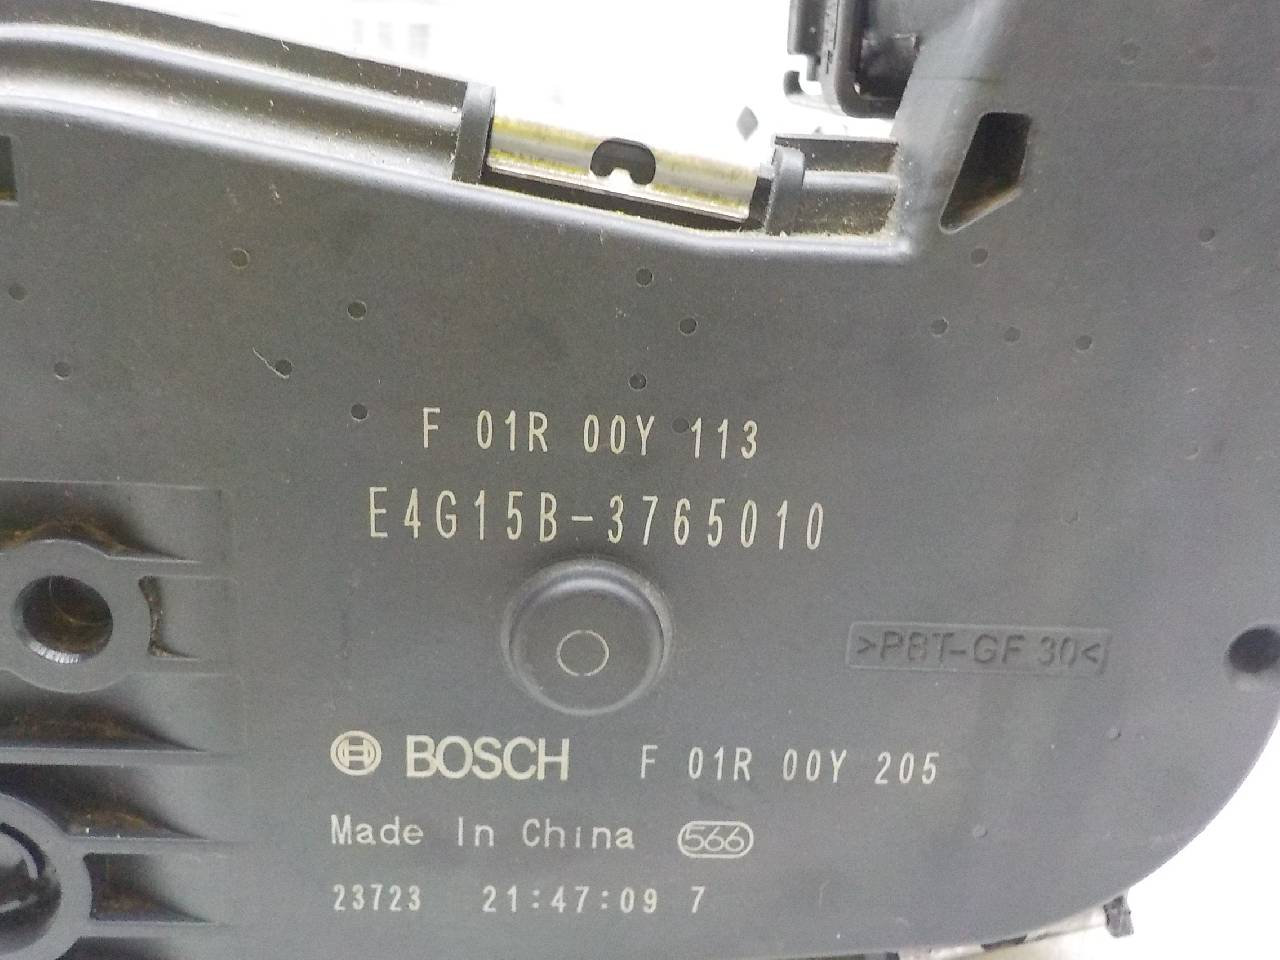 F 01R 00Y 113
E4G15B-3765010
>PBT-GF 30<
BOSCH F 01R 00Y 205
Made In China 566
23723 21:47:09 7